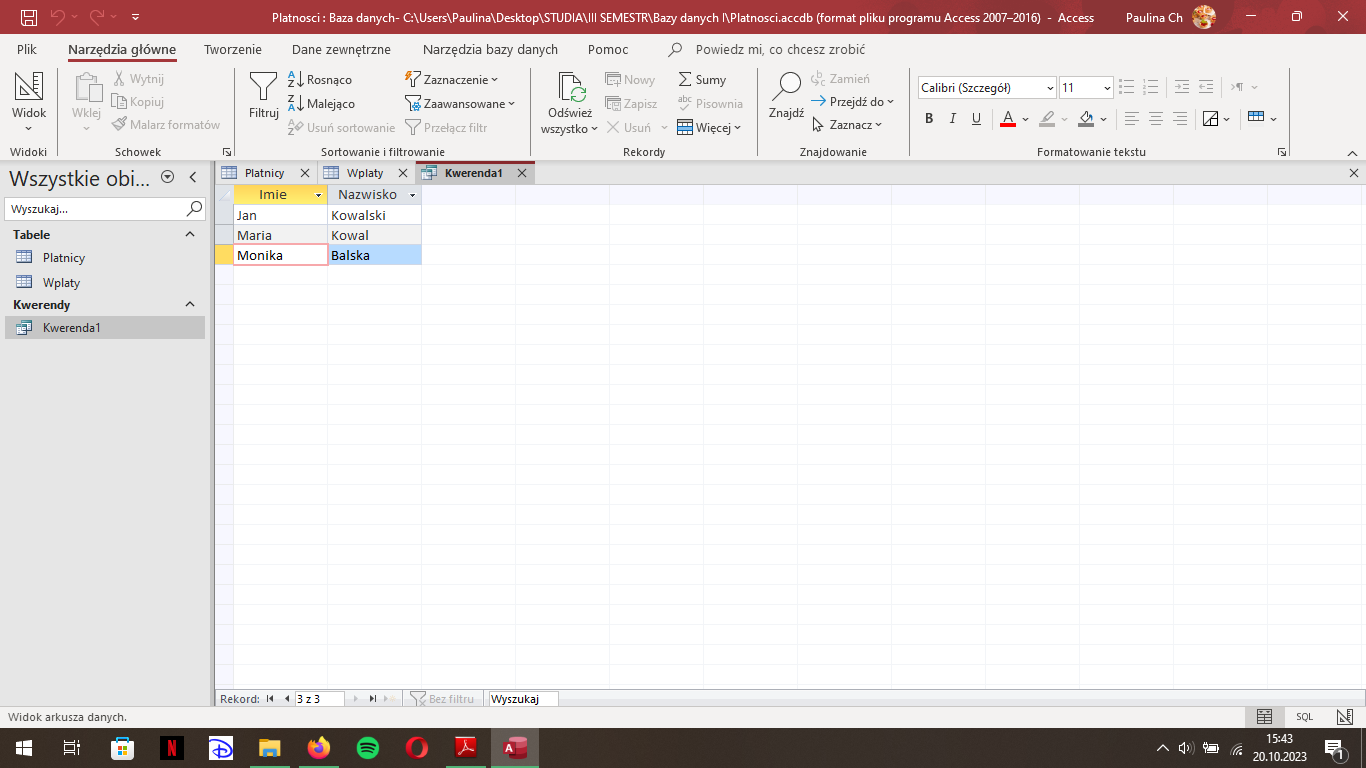 Platnosci : Baza danych- C:\Users\Paulina\Desktop\STUDIA\III SEMESTR\Bazy danych I\Platnosci.accdb (format pliku programu Access 2007–2016) - Access
Paulina Ch
Plik Narzędzia główne Tworzenie Dane zewnętrzne Narzędzia bazy danych Pomoc Powiedz mi, co chcesz zrobić
Widok
Widoki
Wklej
Wytnij
Kopiuj
Malarz formatów
Schowek
Filtruj
Rosnąco
Malejąco
Usuń sortowanie
Zaznaczenie
Zaawansowane
Przełącz filtr
Sortowanie i filtrowanie
Odśwież
wszystko
Nowy
Zapisz
Usuń
Sumy
Pisownia
Więcej
Rekordy
Znajdź
Zamień
Przejdź do
Zaznacz
Znajdowanie
Calibri (Szczegół) 11
B I U A
Formatowanie tekstu
Wszystkie obi...
Wyszukaj...
Tabele
Platnicy
Wplaty
Kwerendy
Kwerenda1
Platnicy Wplaty Kwerenda1
Imie Nazwisko
Jan Kowalski
Maria Kowal
Monika Balska
Rekord: 3 z 3 Bez filtru Wyszukaj
Widok arkusza danych.
SQL
15:43
20.10.2023
1